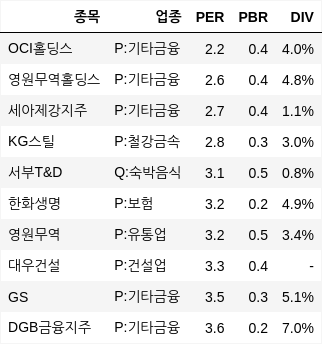 종목 업종 PER PBR DIV
OCI홀딩스 P:기타금융 2.2 0.4 4.0%
영원무역홀딩스 P:기타금융 2.6 0.4 4.8%
세아제강지주 P:기타금융 2.7 0.4 1.1%
KG스틸 P:철강금속 2.8 0.3 3.0%
서부T&D Q:숙박음식 3.1 0.5 0.8%
한화생명 P:보험 3.2 0.2 4.9%
영원무역 P:유통업 3.2 0.5 3.4%
대우건설 P:건설업 3.3 0.4 -
GS P:기타금융 3.5 0.3 5.1%
DGB금융지주 P:기타금융 3.6 0.2 7.0%